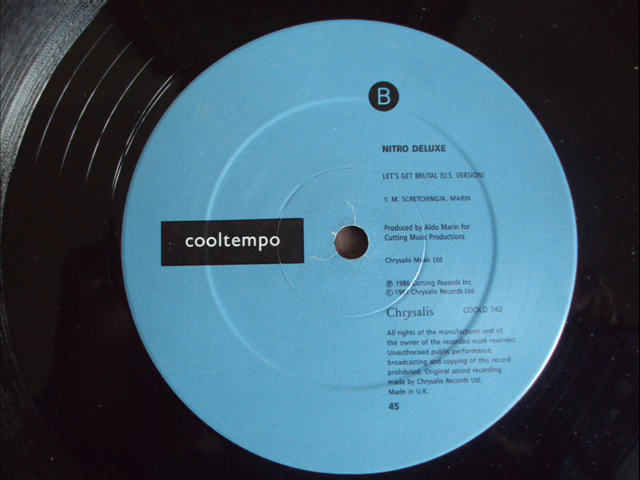 B
NITRO DELUXE
LET'S GET BRUTAL (U.S. VERSION)
Y. M. SCRETCHING/A. MARIN
cooltempo
Produced by Aldo Marin for
Cutting Music Productions
Chrysalis Music Ltd
℗ 1986 Cutting Records Inc.
© Chrysalis Records Ltd
Chrysalis COOLD 142
All rights of the manufacturer and of
the owner of the recorded work reserved.
Unauthorised public performance,
broadcasting and copying of this record
prohibited. Original sound recording
made by Chrysalis Records Ltd.
Made in U.K.
45